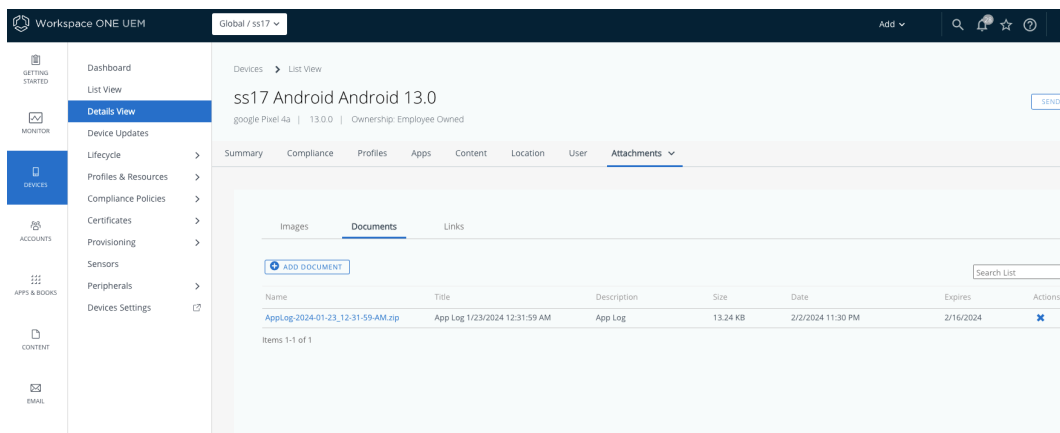 Workspace ONE UEM
Global / ss17
Add
GETTING
STARTED
MONITOR
DEVICES
ACCOUNTS
APPS & BOOKS
CONTENT
EMAIL
Dashboard
List View
Details View
Device Updates
Lifecycle
Profiles & Resources
Compliance Policies
Certificates
Provisioning
Sensors
Peripherals
Devices Settings
Devices > List View
ss17 Android Android 13.0
google Pixel 4a | 13.0.0 | Ownership: Employee Owned
SEND
Summary Compliance Profiles Apps Content Location User Attachments
Images Documents Links
ADD DOCUMENT
Search List
Name Title Description Size Date Expires Actions
AppLog-2024-01-23_12-31-59-AM.zip App Log 1/23/2024 12:31:59 AM App Log 13.24 KB 2/2/2024 11:30 PM 2/16/2024
Items 1-1 of 1